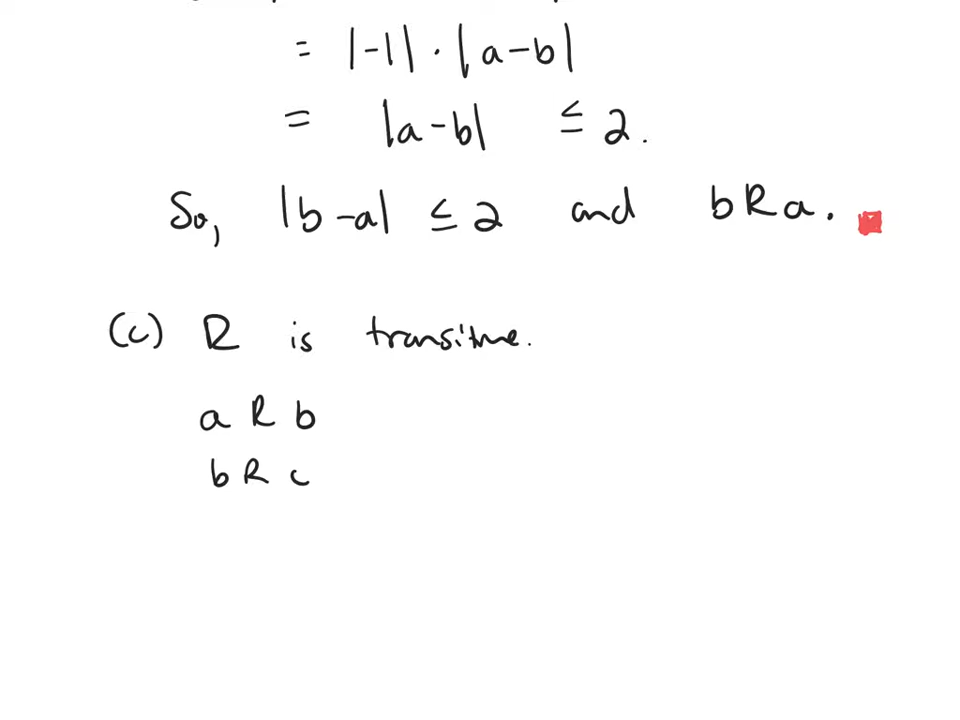 = |-1| · |a-b|
= |a-b| ≤ 2.
So, |b-a| ≤ 2 and bRa.
(c) R is transitive.
a R b
b R c